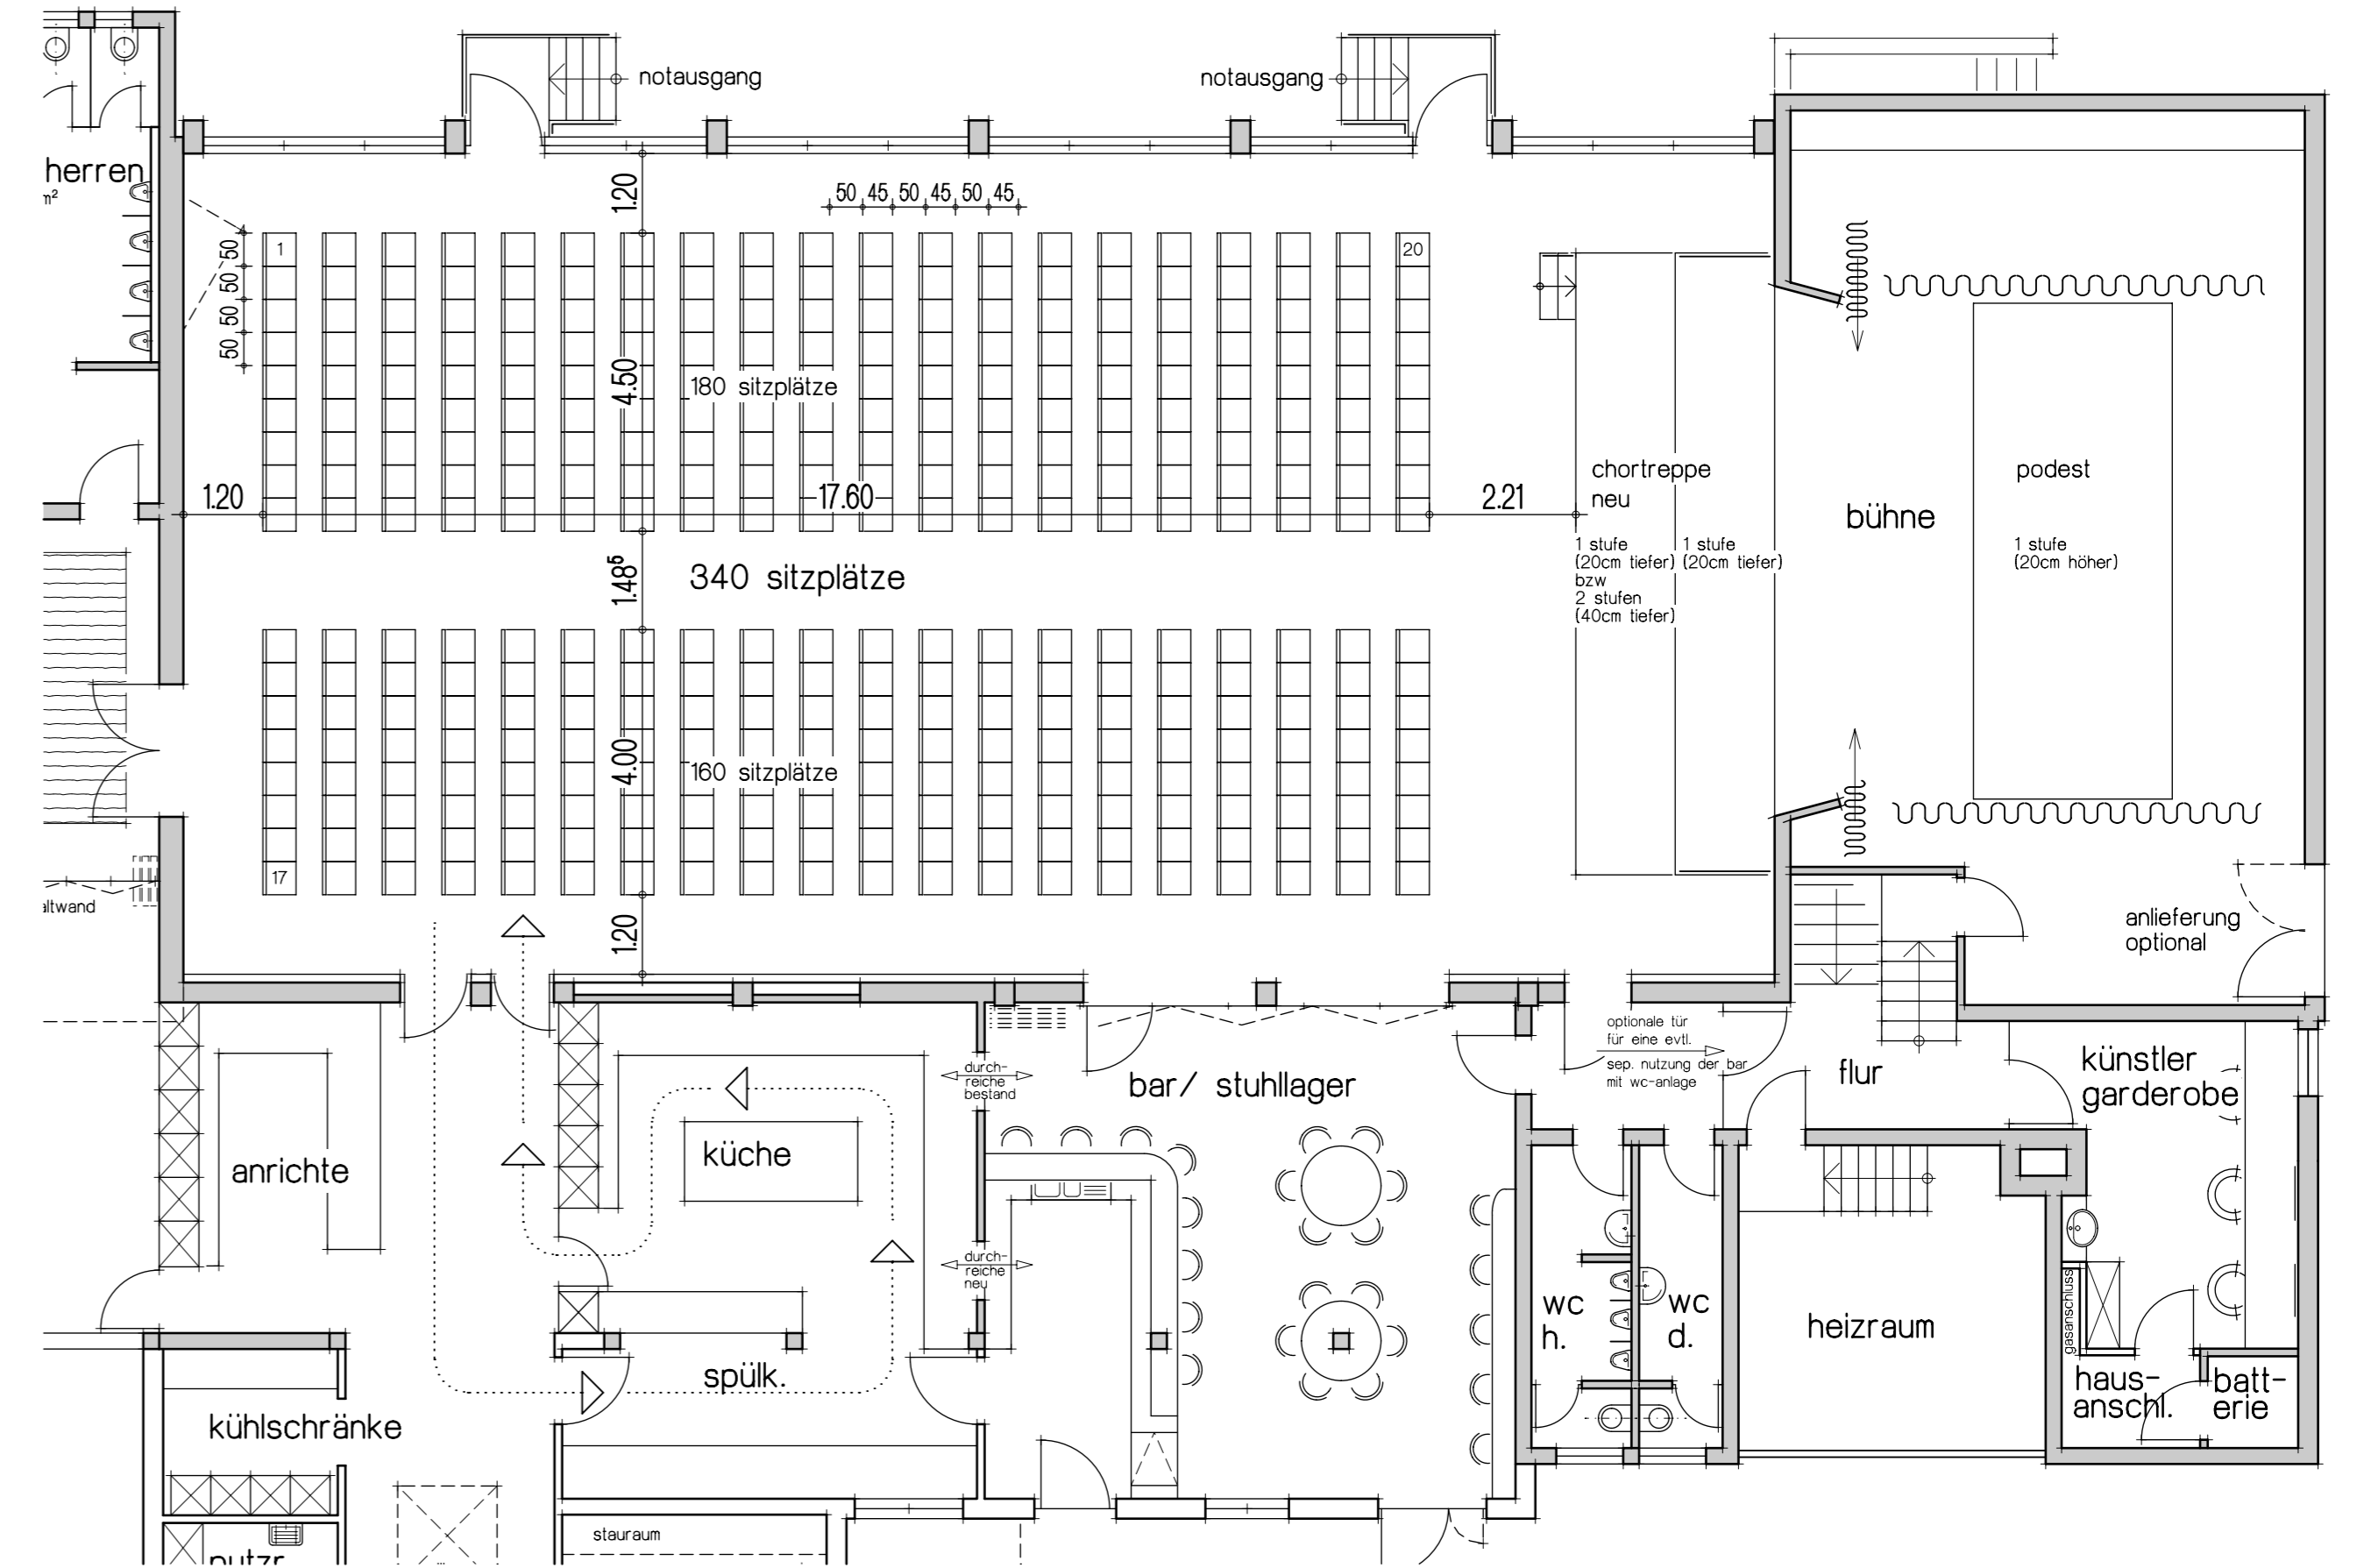 notausgang
notausgang
herren
m²
1.20
50 45 50 45 50 45
1
20
50
50
50
50
4.50
180 sitzplätze
1.20
17.60
2.21
chortreppe
neu
podest
bühne
1 stufe
(20cm tiefer)
bzw
2 stufen
(40cm tiefer)
1 stufe
(20cm tiefer)
1 stufe
(20cm höher)
1.48⁵
340 sitzplätze
4.00
160 sitzplätze
17
altwand
1.20
anlieferung
optional
optionale tür
für eine evtl.
sep. nutzung der bar
mit wc-anlage
durch-
reiche
bestand
bar/ stuhllager
flur
künstler
garderobe
anrichte
küche
durch-
reiche
neu
wc
h.
wc
d.
heizraum
gasanschluss
spülk.
haus-
anschl.
batt-
erie
kühlschränke
stauraum
putzr